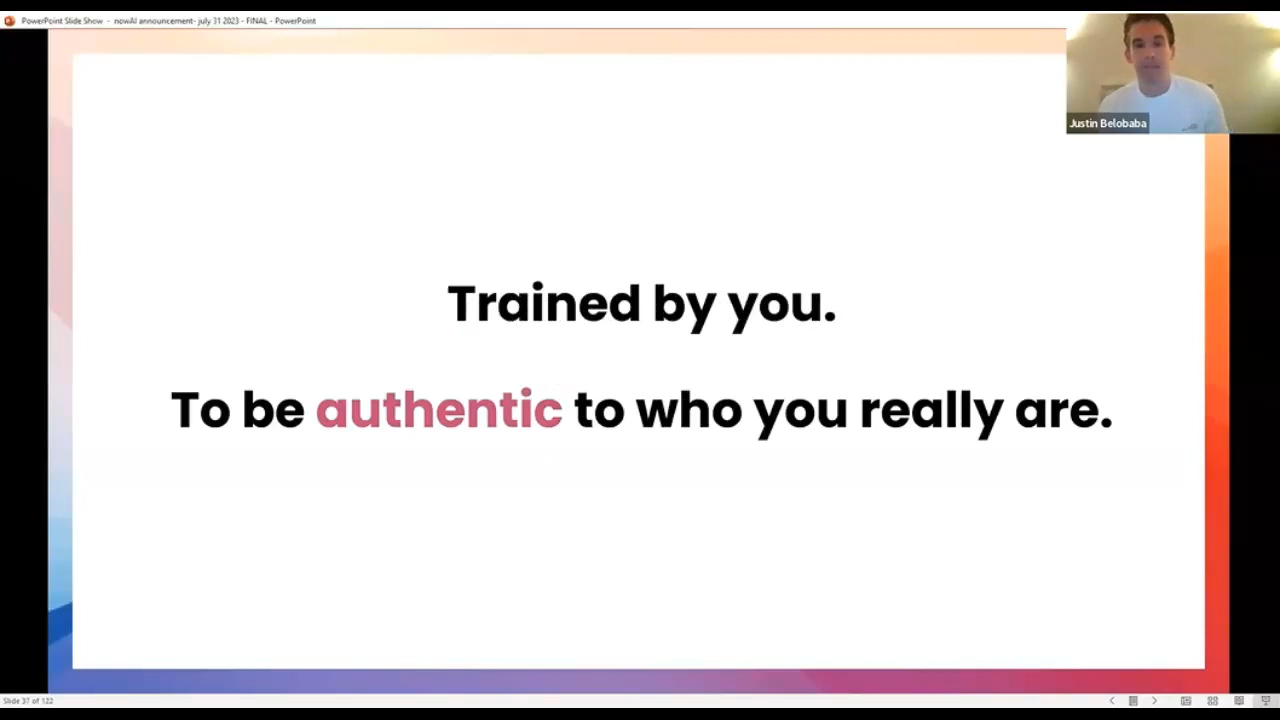 PowerPoint Slide Show - nowAI announcement- july 31 2023 - FINAL - PowerPoint
Justin Belobaba
Trained by you.
To be authentic to who you really are.
Slide 37 of 122